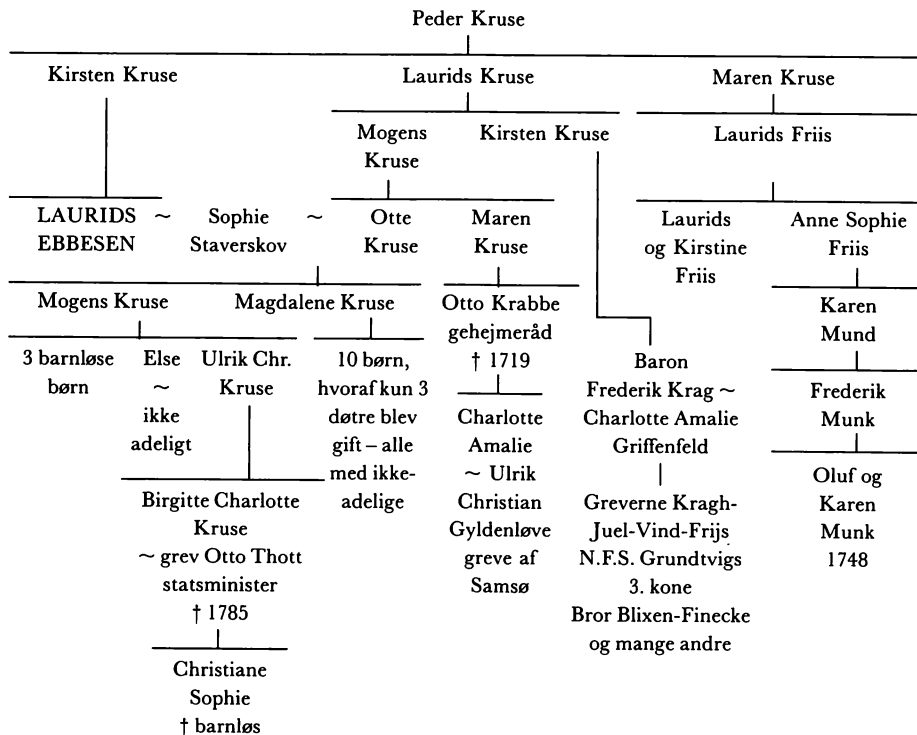 Peder Kruse
Kirsten Kruse
Laurids Kruse
Maren Kruse
Mogens
Kruse
Kirsten Kruse
Laurids Friis
LAURIDS
EBBESEN
~
Sophie
Staverskov
~
Otte
Kruse
Maren
Kruse
Laurids
og Kirstine
Friis
Anne Sophie
Friis
Mogens Kruse
Magdalene Kruse
Otto Krabbe
gehejmeråd
† 1719
Karen
Mund
3 barnløse
børn
Else
~
ikke
adeligt
Ulrik Chr.
Kruse
10 børn,
hvoraf kun 3
døtre blev
gift – alle
med ikke-
adelige
Charlotte
Amalie
~ Ulrik
Christian
Gyldenløve
greve af
Samsø
Baron
Frederik Krag ~
Charlotte Amalie
Griffenfeld
Frederik
Munk
Birgitte Charlotte
Kruse
~ grev Otto Thott
statsminister
† 1785
Greverne Kragh-
Juel-Vind-Frijs
N.F.S. Grundtvigs
3. kone
Bror Blixen-Finecke
og mange andre
Oluf og
Karen
Munk
1748
Christiane
Sophie
† barnløs